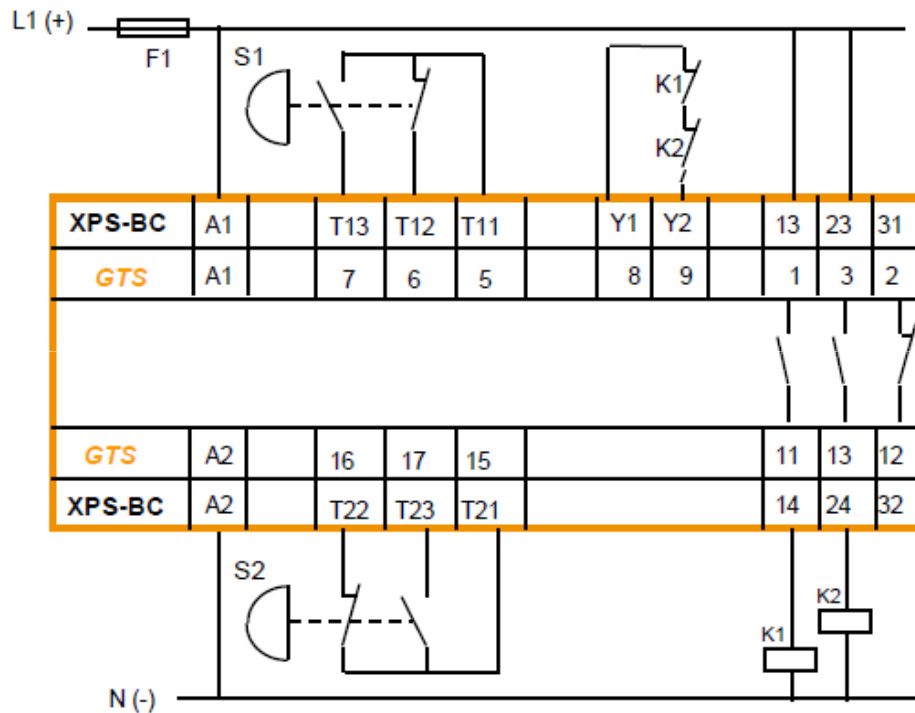 L1 (+)
F1
S1
K1
K2
XPS-BC A1 T13 T12 T11 Y1 Y2 13 23 31
GTS A1 7 6 5 8 9 1 3 2
GTS A2 16 17 15 11 13 12
XPS-BC A2 T22 T23 T21 14 24 32
S2
K2
K1
N (-)